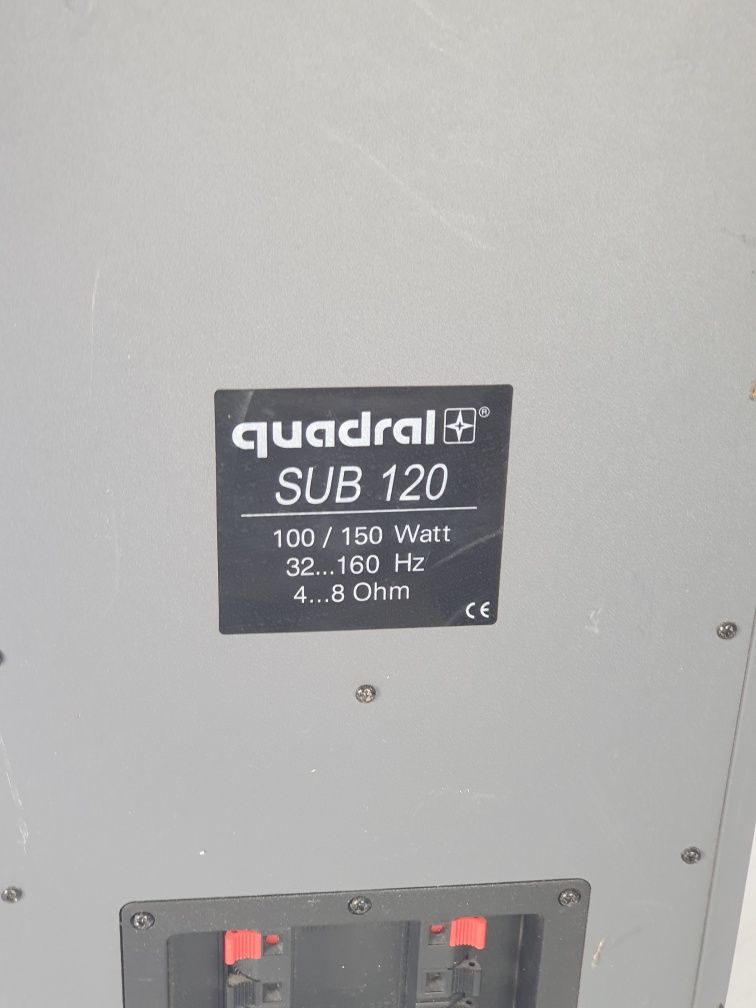 quadral®
SUB 120
100 / 150 Watt
32...160 Hz
4...8 Ohm
CE